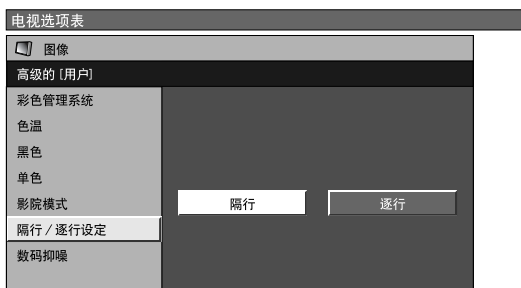 电视选项表
图像
高级的 [用户]
彩色管理系统
色温
黑色
单色
影院模式
隔行 逐行
隔行／逐行设定
数码抑噪